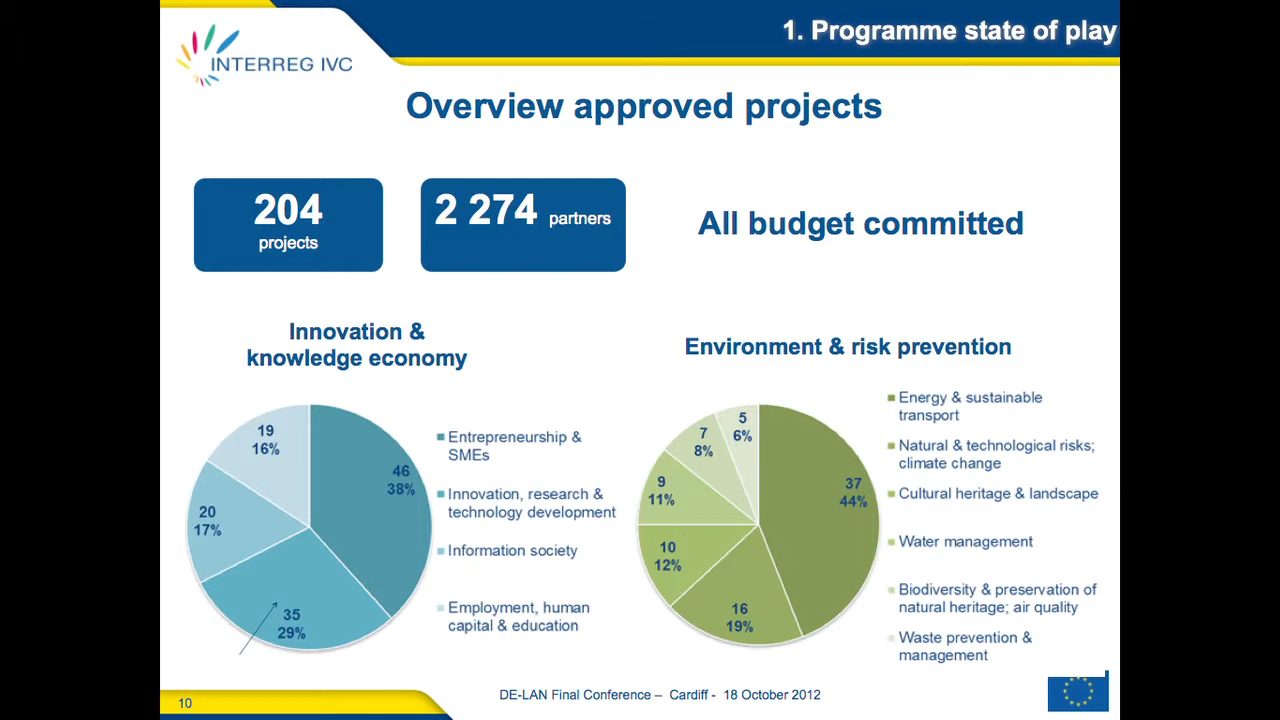 1. Programme state of play
INTERREG IVC
Overview approved projects
204
projects
2 274 partners
All budget committed
Innovation &
knowledge economy
19
16%
46
38%
20
17%
35
29%
Entrepreneurship &
SMEs
Innovation, research &
technology development
Information society
Employment, human
capital & education
Environment & risk prevention
5
6%
7
8%
9
11%
37
44%
10
12%
16
19%
Energy & sustainable
transport
Natural & technological risks;
climate change
Cultural heritage & landscape
Water management
Biodiversity & preservation of
natural heritage; air quality
Waste prevention &
management
10
DE-LAN Final Conference – Cardiff - 18 October 2012